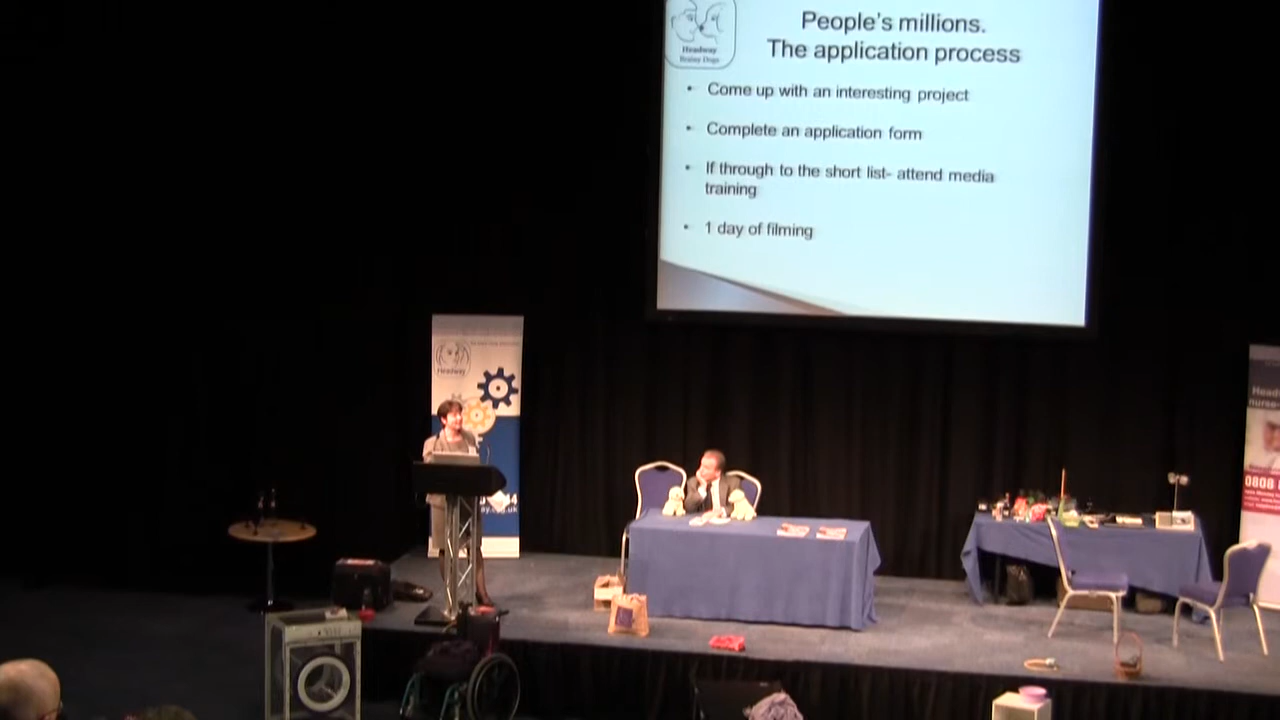 People's millions.
The application process
Headway
Brainy Dogs
• Come up with an interesting project
• Complete an application form
• If through to the short list- attend media
training
• 1 day of filming
Headway
0808